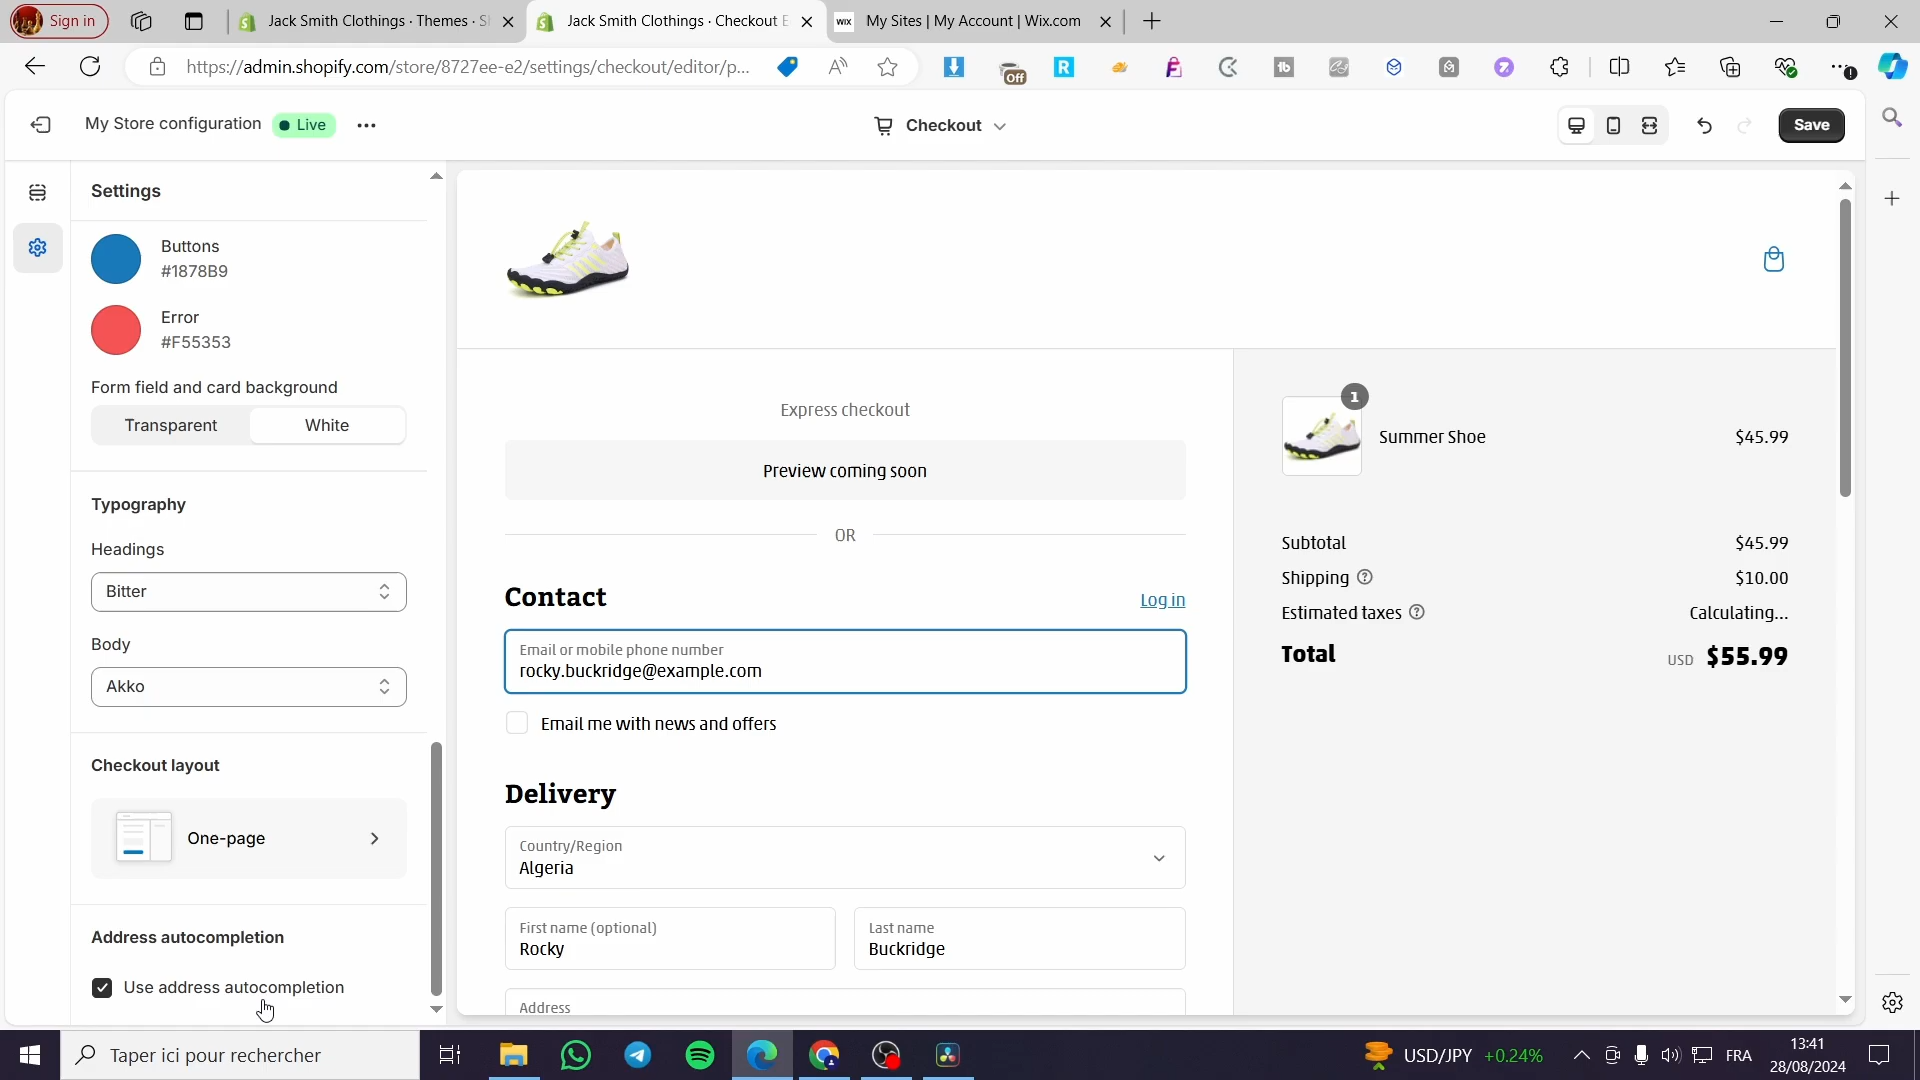 Sign in
Jack Smith Clothings · Themes · S
Jack Smith Clothings · Checkout E
WIX
My Sites | My Account | Wix.com
https://admin.shopify.com/store/8727ee-e2/settings/checkout/editor/p...
Off
My Store configuration
Live
Checkout
Save
Settings
Buttons
#1878B9
Error
#F55353
Form field and card background
Transparent
White
Typography
Headings
Bitter
Body
Akko
Checkout layout
One-page
Address autocompletion
Use address autocompletion
Express checkout
Preview coming soon
OR
Contact
Log in
Email or mobile phone number
rocky.buckridge@example.com
Email me with news and offers
Delivery
Country/Region
Algeria
First name (optional)
Rocky
Last name
Buckridge
Address
1
Summer Shoe
$45.99
Subtotal
$45.99
Shipping
$10.00
Estimated taxes
Calculating...
Total
USD $55.99
Taper ici pour rechercher
USD/JPY +0.24%
FRA
13:41
28/08/2024